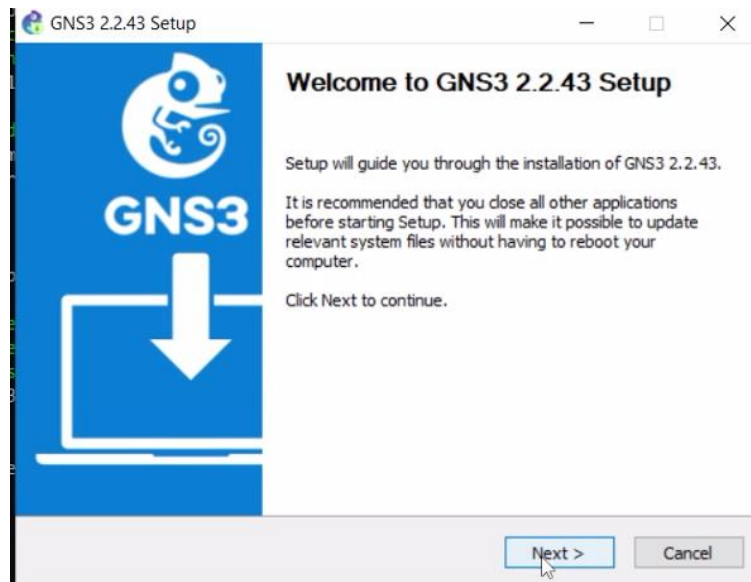 GNS3 2.2.43 Setup
Welcome to GNS3 2.2.43 Setup
Setup will guide you through the installation of GNS3 2.2.43.
It is recommended that you close all other applications
before starting Setup. This will make it possible to update
relevant system files without having to reboot your
computer.
Click Next to continue.
GNS3
Next >
Cancel